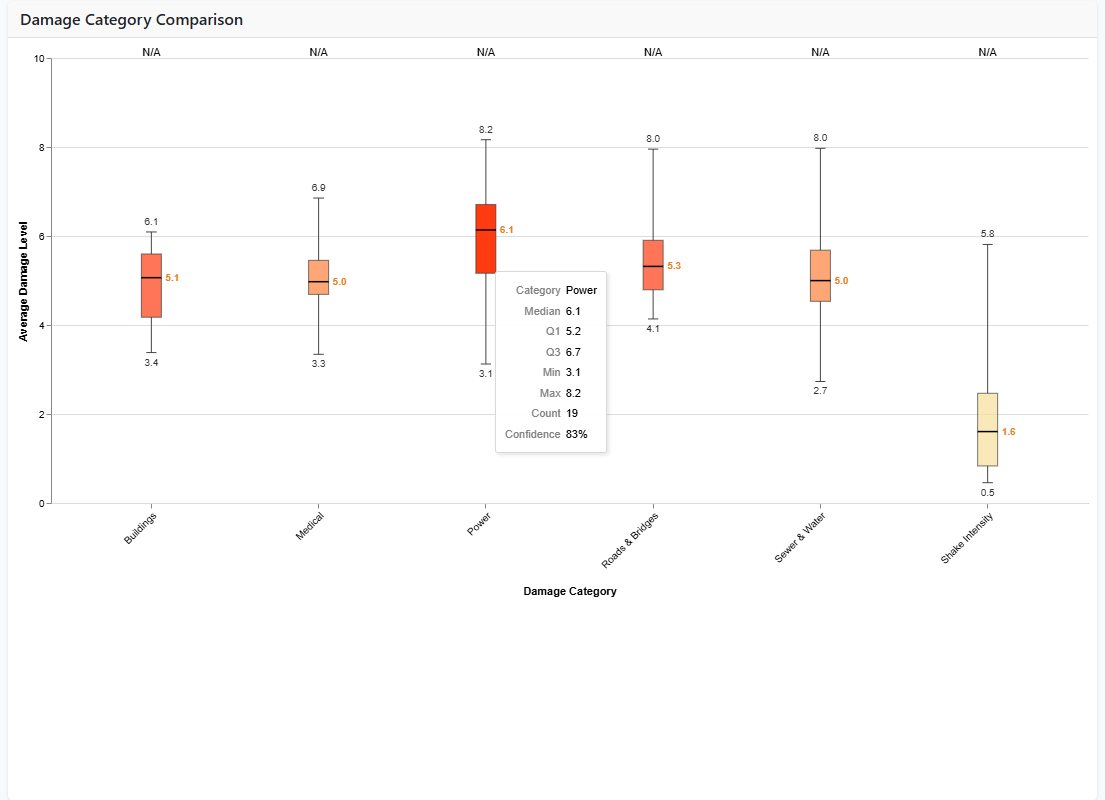 Damage Category Comparison
N/A N/A N/A N/A N/A N/A
10
8
6
4
2
0
Average Damage Level
6.1
5.1
3.4
6.9
5.0
3.3
8.2
6.1
3.1
8.0
5.3
4.1
8.0
5.0
2.7
5.8
1.6
0.5
Category Power
Median 6.1
Q1 5.2
Q3 6.7
Min 3.1
Max 8.2
Count 19
Confidence 83%
Buildings
Medical
Power
Roads & Bridges
Sewer & Water
Shake Intensity
Damage Category